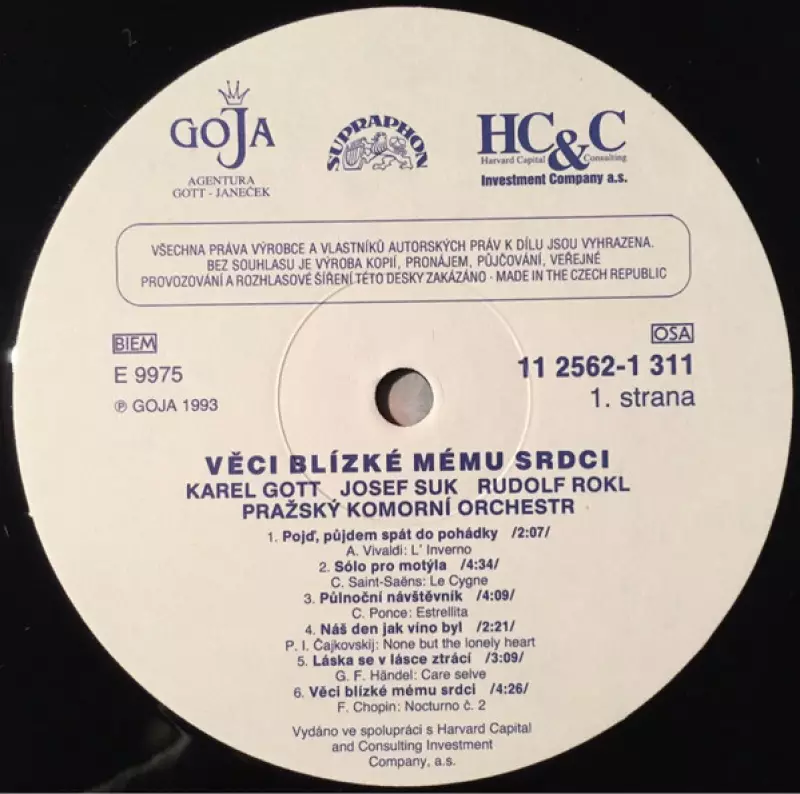 GOJA
AGENTURA
GOTT - JANEČEK
SUPRAPHON
HC&C
Harvard Capital Consulting
Investment Company a.s.
VŠECHNA PRÁVA VÝROBCE A VLASTNÍKŮ AUTORSKÝCH PRÁV K DÍLU JSOU VYHRAZENA.
BEZ SOUHLASU JE VÝROBA KOPIÍ, PRONÁJEM, PŮJČOVÁNÍ, VEŘEJNÉ
PROVOZOVÁNÍ A ROZHLASOVÉ ŠÍŘENÍ TÉTO DESKY ZAKÁZÁNO - MADE IN THE CZECH REPUBLIC
BIEM
E 9975
℗ GOJA 1993
OSA
11 2562-1 311
1. strana
VĚCI BLÍZKÉ MÉMU SRDCI
KAREL GOTT JOSEF SUK RUDOLF ROKL
PRAŽSKÝ KOMORNÍ ORCHESTR
1. Pojď, půjdem spát do pohádky /2:07/
A. Vivaldi: L' Inverno
2. Sólo pro motýla /4:34/
C. Saint-Saëns: Le Cygne
3. Půlnoční návštěvník /4:09/
C. Ponce: Estrellita
4. Náš den jak víno byl /2:21/
P. I. Čajkovskij: None but the lonely heart
5. Láska se v lásce ztrácí /3:09/
G. F. Händel: Care selve
6. Věci blízké mému srdci /4:26/
F. Chopin: Nocturno č. 2
Vydáno ve spolupráci s Harvard Capital
and Consulting Investment
Company, a.s.